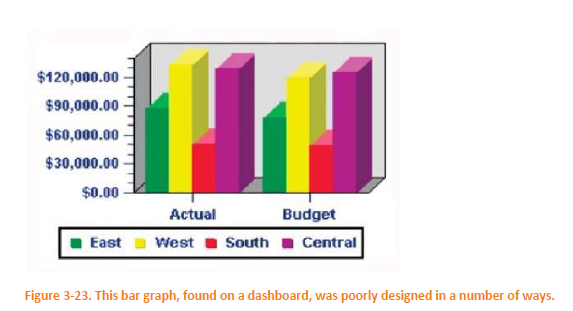 $120,000.00
$90,000.00
$60,000.00
$30,000.00
$0.00
Actual Budget
East West South Central
Figure 3-23. This bar graph, found on a dashboard, was poorly designed in a number of ways.